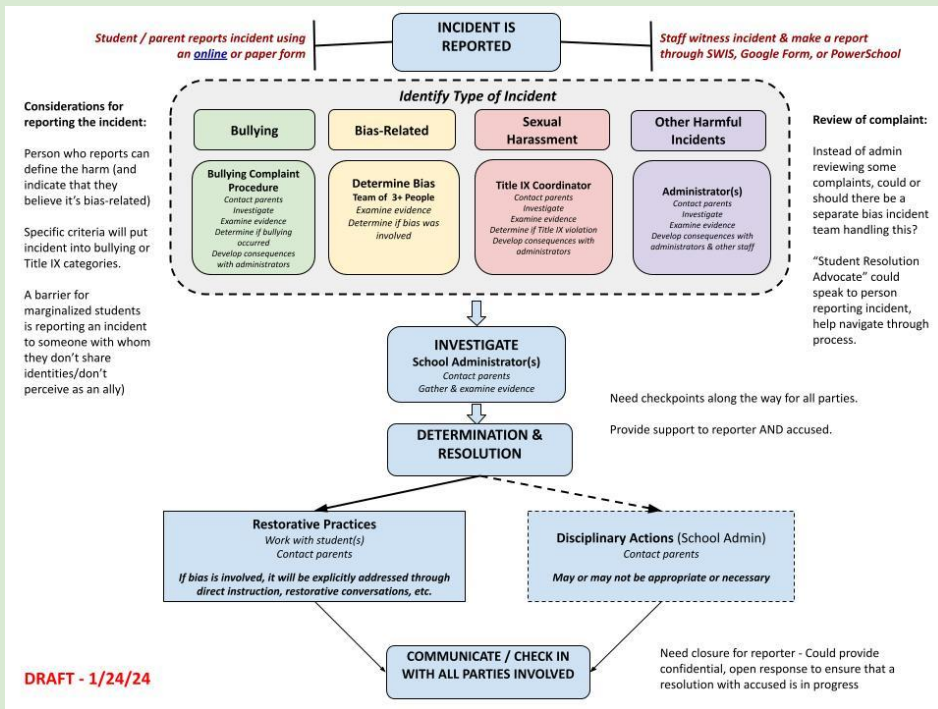 INCIDENT IS
REPORTED
Student / parent reports incident using
an online or paper form
Staff witness incident & make a report
through SWIS, Google Form, or PowerSchool
Considerations for
reporting the incident:
Person who reports can
define the harm (and
indicate that they
believe it's bias-related)
Specific criteria will put
incident into bullying or
Title IX categories.
A barrier for
marginalized students
is reporting an incident
to someone with whom
they don't share
identities/don't
perceive as an ally)
Identify Type of Incident
Bullying
Bullying Complaint
Procedure
Contact parents
Investigate
Examine evidence
Determine if bullying
occurred
Develop consequences
with administrators
Bias-Related
Determine Bias
Team of 3+ People
Examine evidence
Determine if bias was
involved
Sexual
Harassment
Title IX Coordinator
Contact parents
Investigate
Examine evidence
Determine if Title IX violation
Develop consequences with
administrators
Other Harmful
Incidents
Administrator(s)
Contact parents
Investigate
Examine evidence
Develop consequences with
administrators & other staff
Review of complaint:
Instead of admin
reviewing some
complaints, could or
should there be a
separate bias incident
team handling this?
"Student Resolution
Advocate" could
speak to person
reporting incident,
help navigate through
process.
INVESTIGATE
School Administrator(s)
Contact parents
Gather & examine evidence
Need checkpoints along the way for all parties.
Provide support to reporter AND accused.
DETERMINATION &
RESOLUTION
Restorative Practices
Work with student(s)
Contact parents
If bias is involved, it will be explicitly addressed through
direct instruction, restorative conversations, etc.
Disciplinary Actions (School Admin)
Contact parents
May or may not be appropriate or necessary
COMMUNICATE / CHECK IN
WITH ALL PARTIES INVOLVED
Need closure for reporter - Could provide
confidential, open response to ensure that a
resolution with accused is in progress
DRAFT - 1/24/24